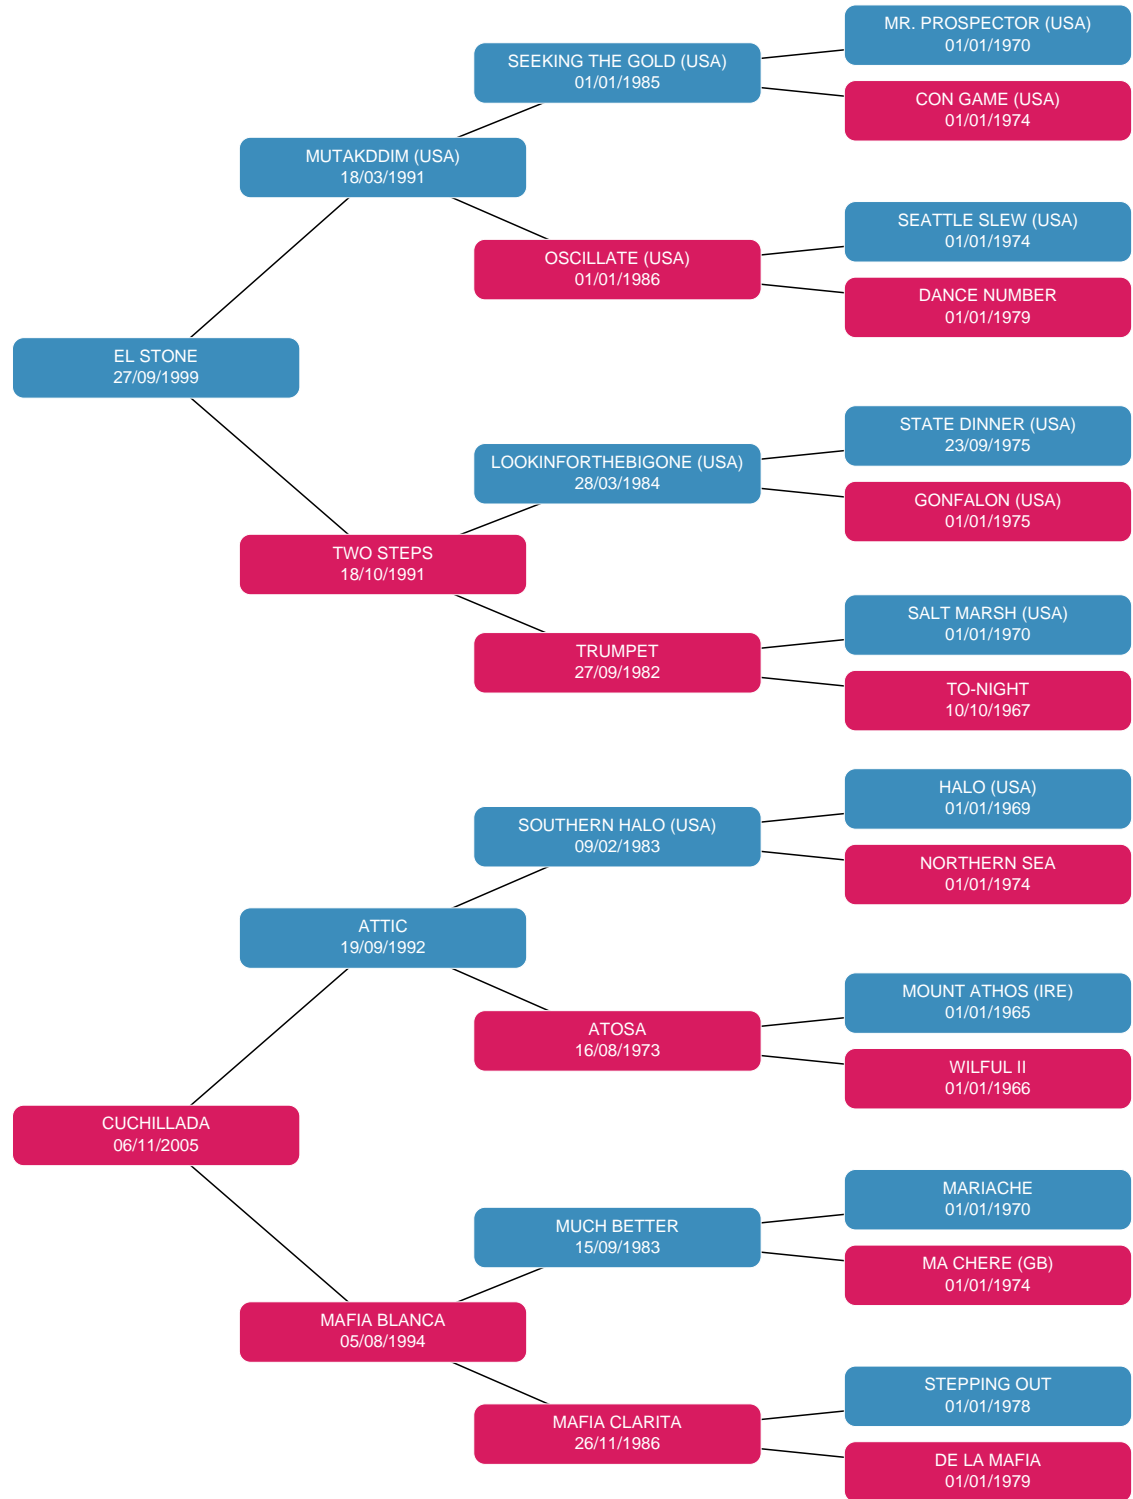 MR. PROSPECTOR (USA)
01/01/1970
SEEKING THE GOLD (USA)
01/01/1985
CON GAME (USA)
01/01/1974
MUTAKDDIM (USA)
18/03/1991
SEATTLE SLEW (USA)
01/01/1974
OSCILLATE (USA)
01/01/1986
DANCE NUMBER
01/01/1979
EL STONE
27/09/1999
STATE DINNER (USA)
23/09/1975
LOOKINFORTHEBIGONE (USA)
28/03/1984
GONFALON (USA)
01/01/1975
TWO STEPS
18/10/1991
SALT MARSH (USA)
01/01/1970
TRUMPET
27/09/1982
TO-NIGHT
10/10/1967
HALO (USA)
01/01/1969
SOUTHERN HALO (USA)
09/02/1983
NORTHERN SEA
01/01/1974
ATTIC
19/09/1992
MOUNT ATHOS (IRE)
01/01/1965
ATOSA
16/08/1973
WILFUL II
01/01/1966
CUCHILLADA
06/11/2005
MARIACHE
01/01/1970
MUCH BETTER
15/09/1983
MA CHERE (GB)
01/01/1974
MAFIA BLANCA
05/08/1994
STEPPING OUT
01/01/1978
MAFIA CLARITA
26/11/1986
DE LA MAFIA
01/01/1979